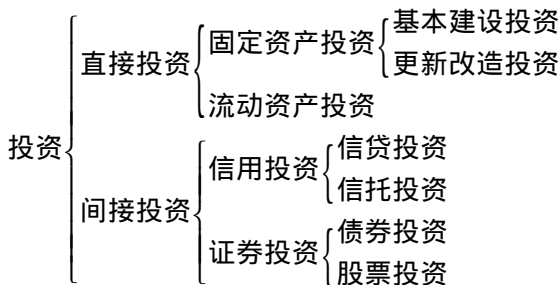 基本建设投资
固定资产投资
更新改造投资
直接投资
流动资产投资
投资
信贷投资
信用投资
信托投资
间接投资
债券投资
证券投资
股票投资